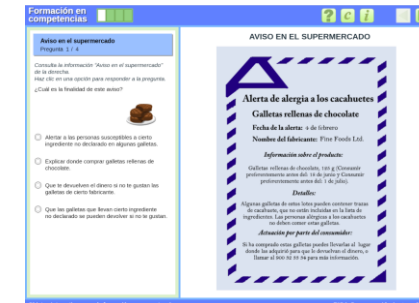 Formación en
competencias
? c i
Aviso en el supermercado
Pregunta 1 / 4
Consulta la información "Aviso en el supermercado"
de la derecha.
Haz clic en una opción para responder a la pregunta.
¿Cuál es la finalidad de este aviso?
Alertar a las personas susceptibles a cierto
ingrediente no declarado en algunas galletas.
Explicar donde comprar galletas rellenas de
chocolate.
Que te devuelvan el dinero si no te gustan las
galletas de cierto fabricante.
Que las galletas que llevan cierto ingrediente
no declarado se pueden devolver si no te gustan.
AVISO EN EL SUPERMERCADO
Alerta de alergia a los cacahuetes
Galletas rellenas de chocolate
Fecha de la alerta: 4 de febrero
Nombre del fabricante: Fine Foods Ltd.
Información sobre el producto:
Galletas rellenas de chocolate, 125 g (Consumir
preferentemente antes del: 18 de junio y Consumir
preferentemente antes del: 1 de julio).
Detalles:
Algunas galletas de estos lotes pueden contener trazas
de cacahuete, que no están incluidas en la lista de
ingredientes. Las personas alérgicas a los cacahuetes
no deben comer estas galletas.
Actuación por parte del consumidor:
Si ha comprado estas galletas puedes llevarlas al lugar
donde las adquirió para que le devuelvan el dinero, o
llamar al 900 
para más información.